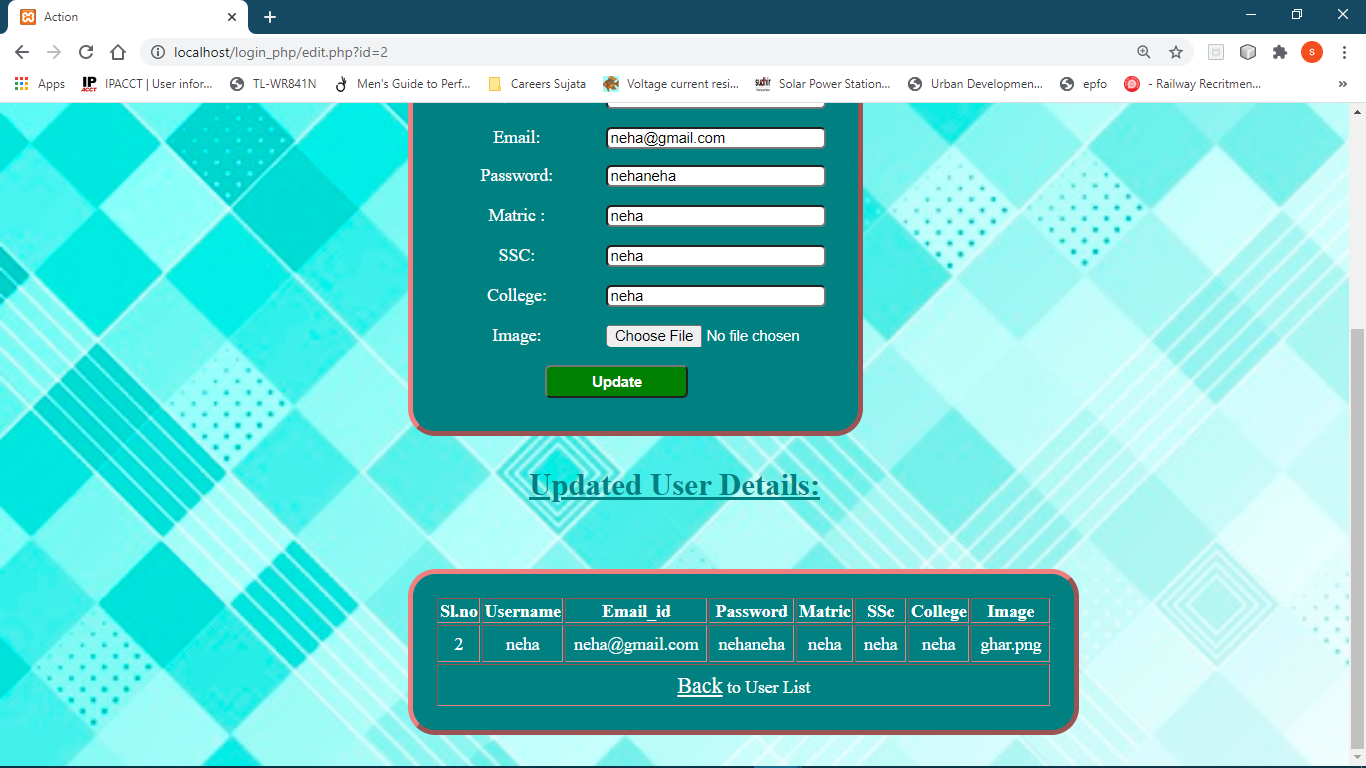 Action
localhost/login_php/edit.php?id=2
S
Apps IPACCT | User infor... TL-WR841N Men's Guide to Perf... Careers Sujata Voltage current resi... Solar Power Station... Urban Developmen... epfo - Railway Recritmen... »
Email: neha@gmail.com
Password: nehaneha
Matric : neha
SSC: neha
College: neha
Image: Choose File No file chosen
Update
Updated User Details:
Sl.no Username Email_id Password Matric SSc College Image
2 neha neha@gmail.com nehaneha neha neha neha ghar.png
Back to User List